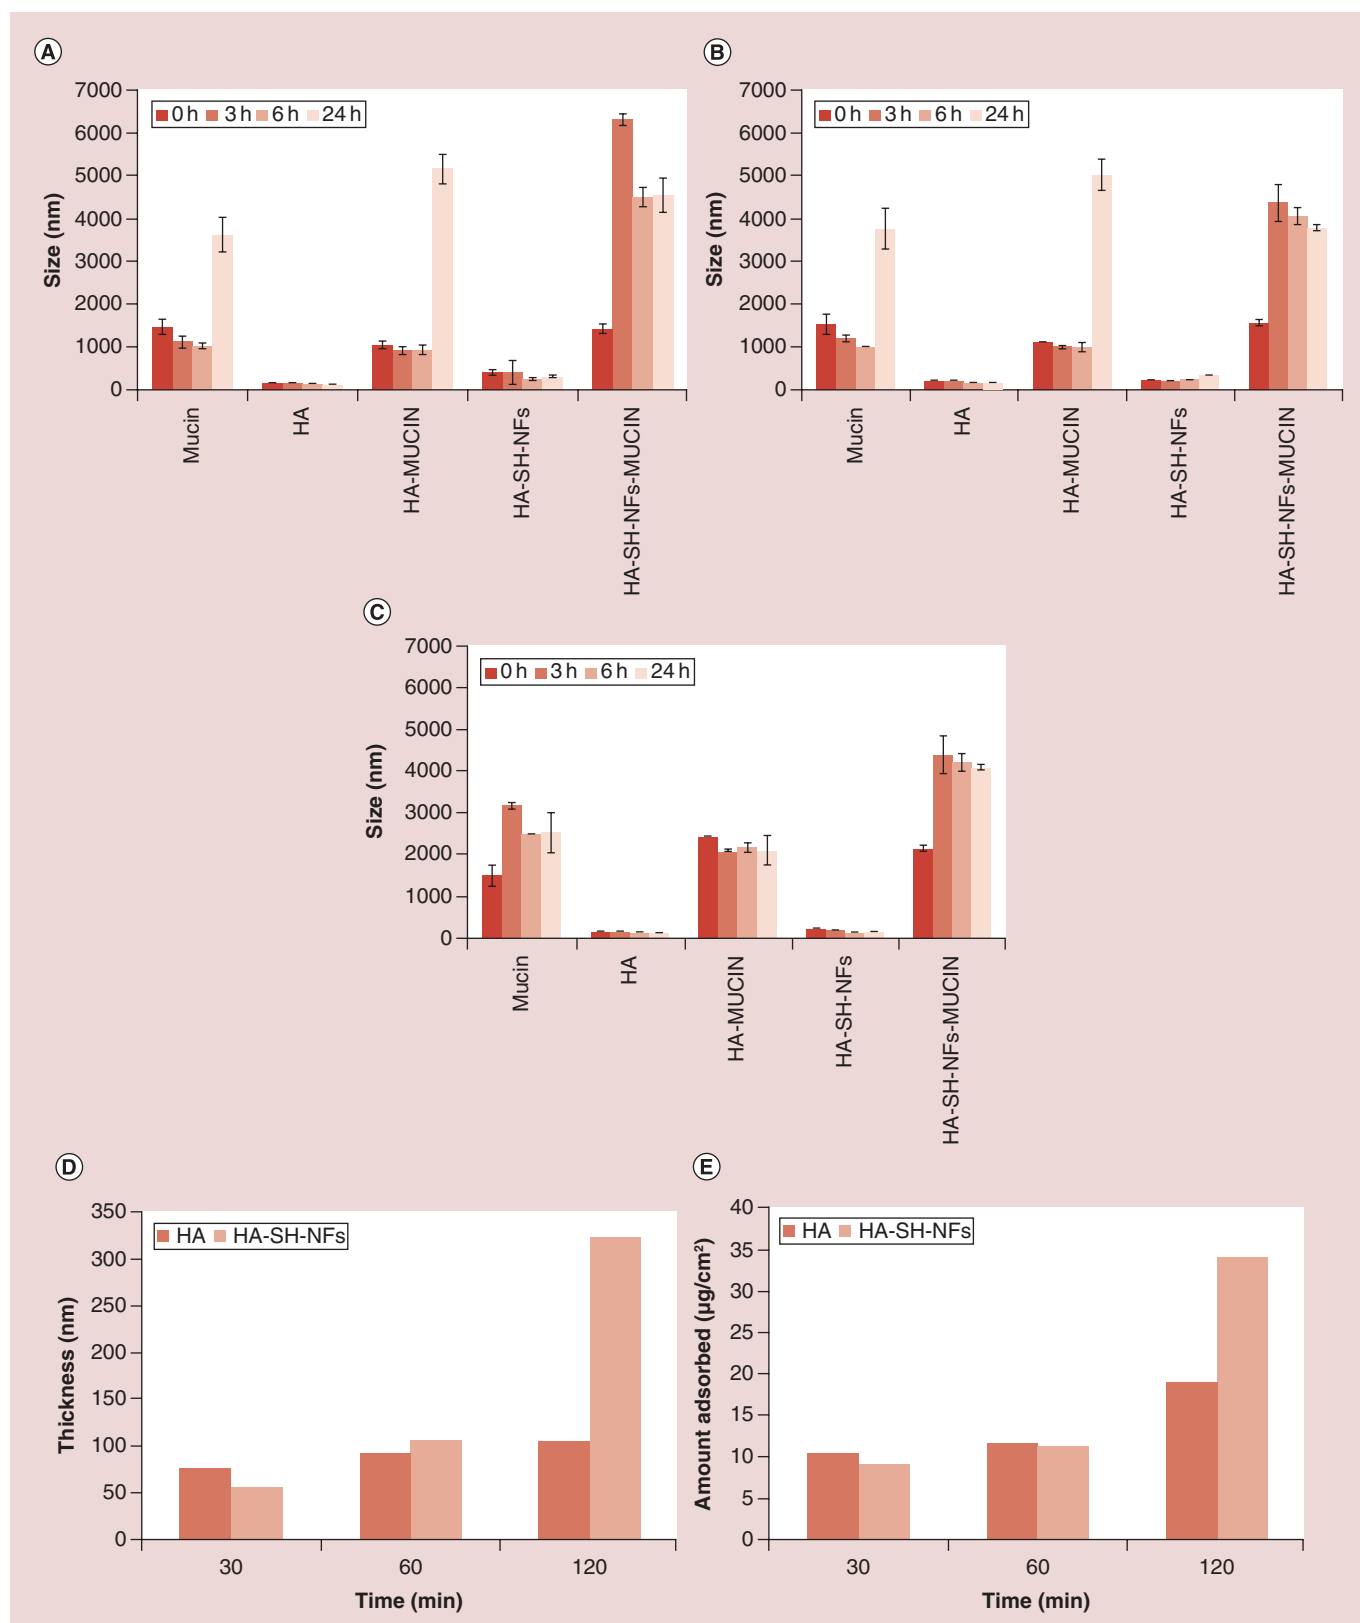 A
7000
6000
5000
4000
3000
2000
1000
0
Size (nm)
0 h 3 h 6 h 24 h
Mucin
HA
HA-MUCIN
HA-SH-NFs
HA-SH-NFs-MUCIN
B
7000
6000
5000
4000
3000
2000
1000
0
Size (nm)
0 h 3 h 6 h 24 h
Mucin
HA
HA-MUCIN
HA-SH-NFs
HA-SH-NFs-MUCIN
C
7000
6000
5000
4000
3000
2000
1000
0
Size (nm)
0 h 3 h 6 h 24 h
Mucin
HA
HA-MUCIN
HA-SH-NFs
HA-SH-NFs-MUCIN
D
350
300
250
200
150
100
50
0
Thickness (nm)
HA HA-SH-NFs
30 60 120
Time (min)
E
40
35
30
25
20
15
10
5
0
Amount adsorbed (µg/cm²)
HA HA-SH-NFs
30 60 120
Time (min)